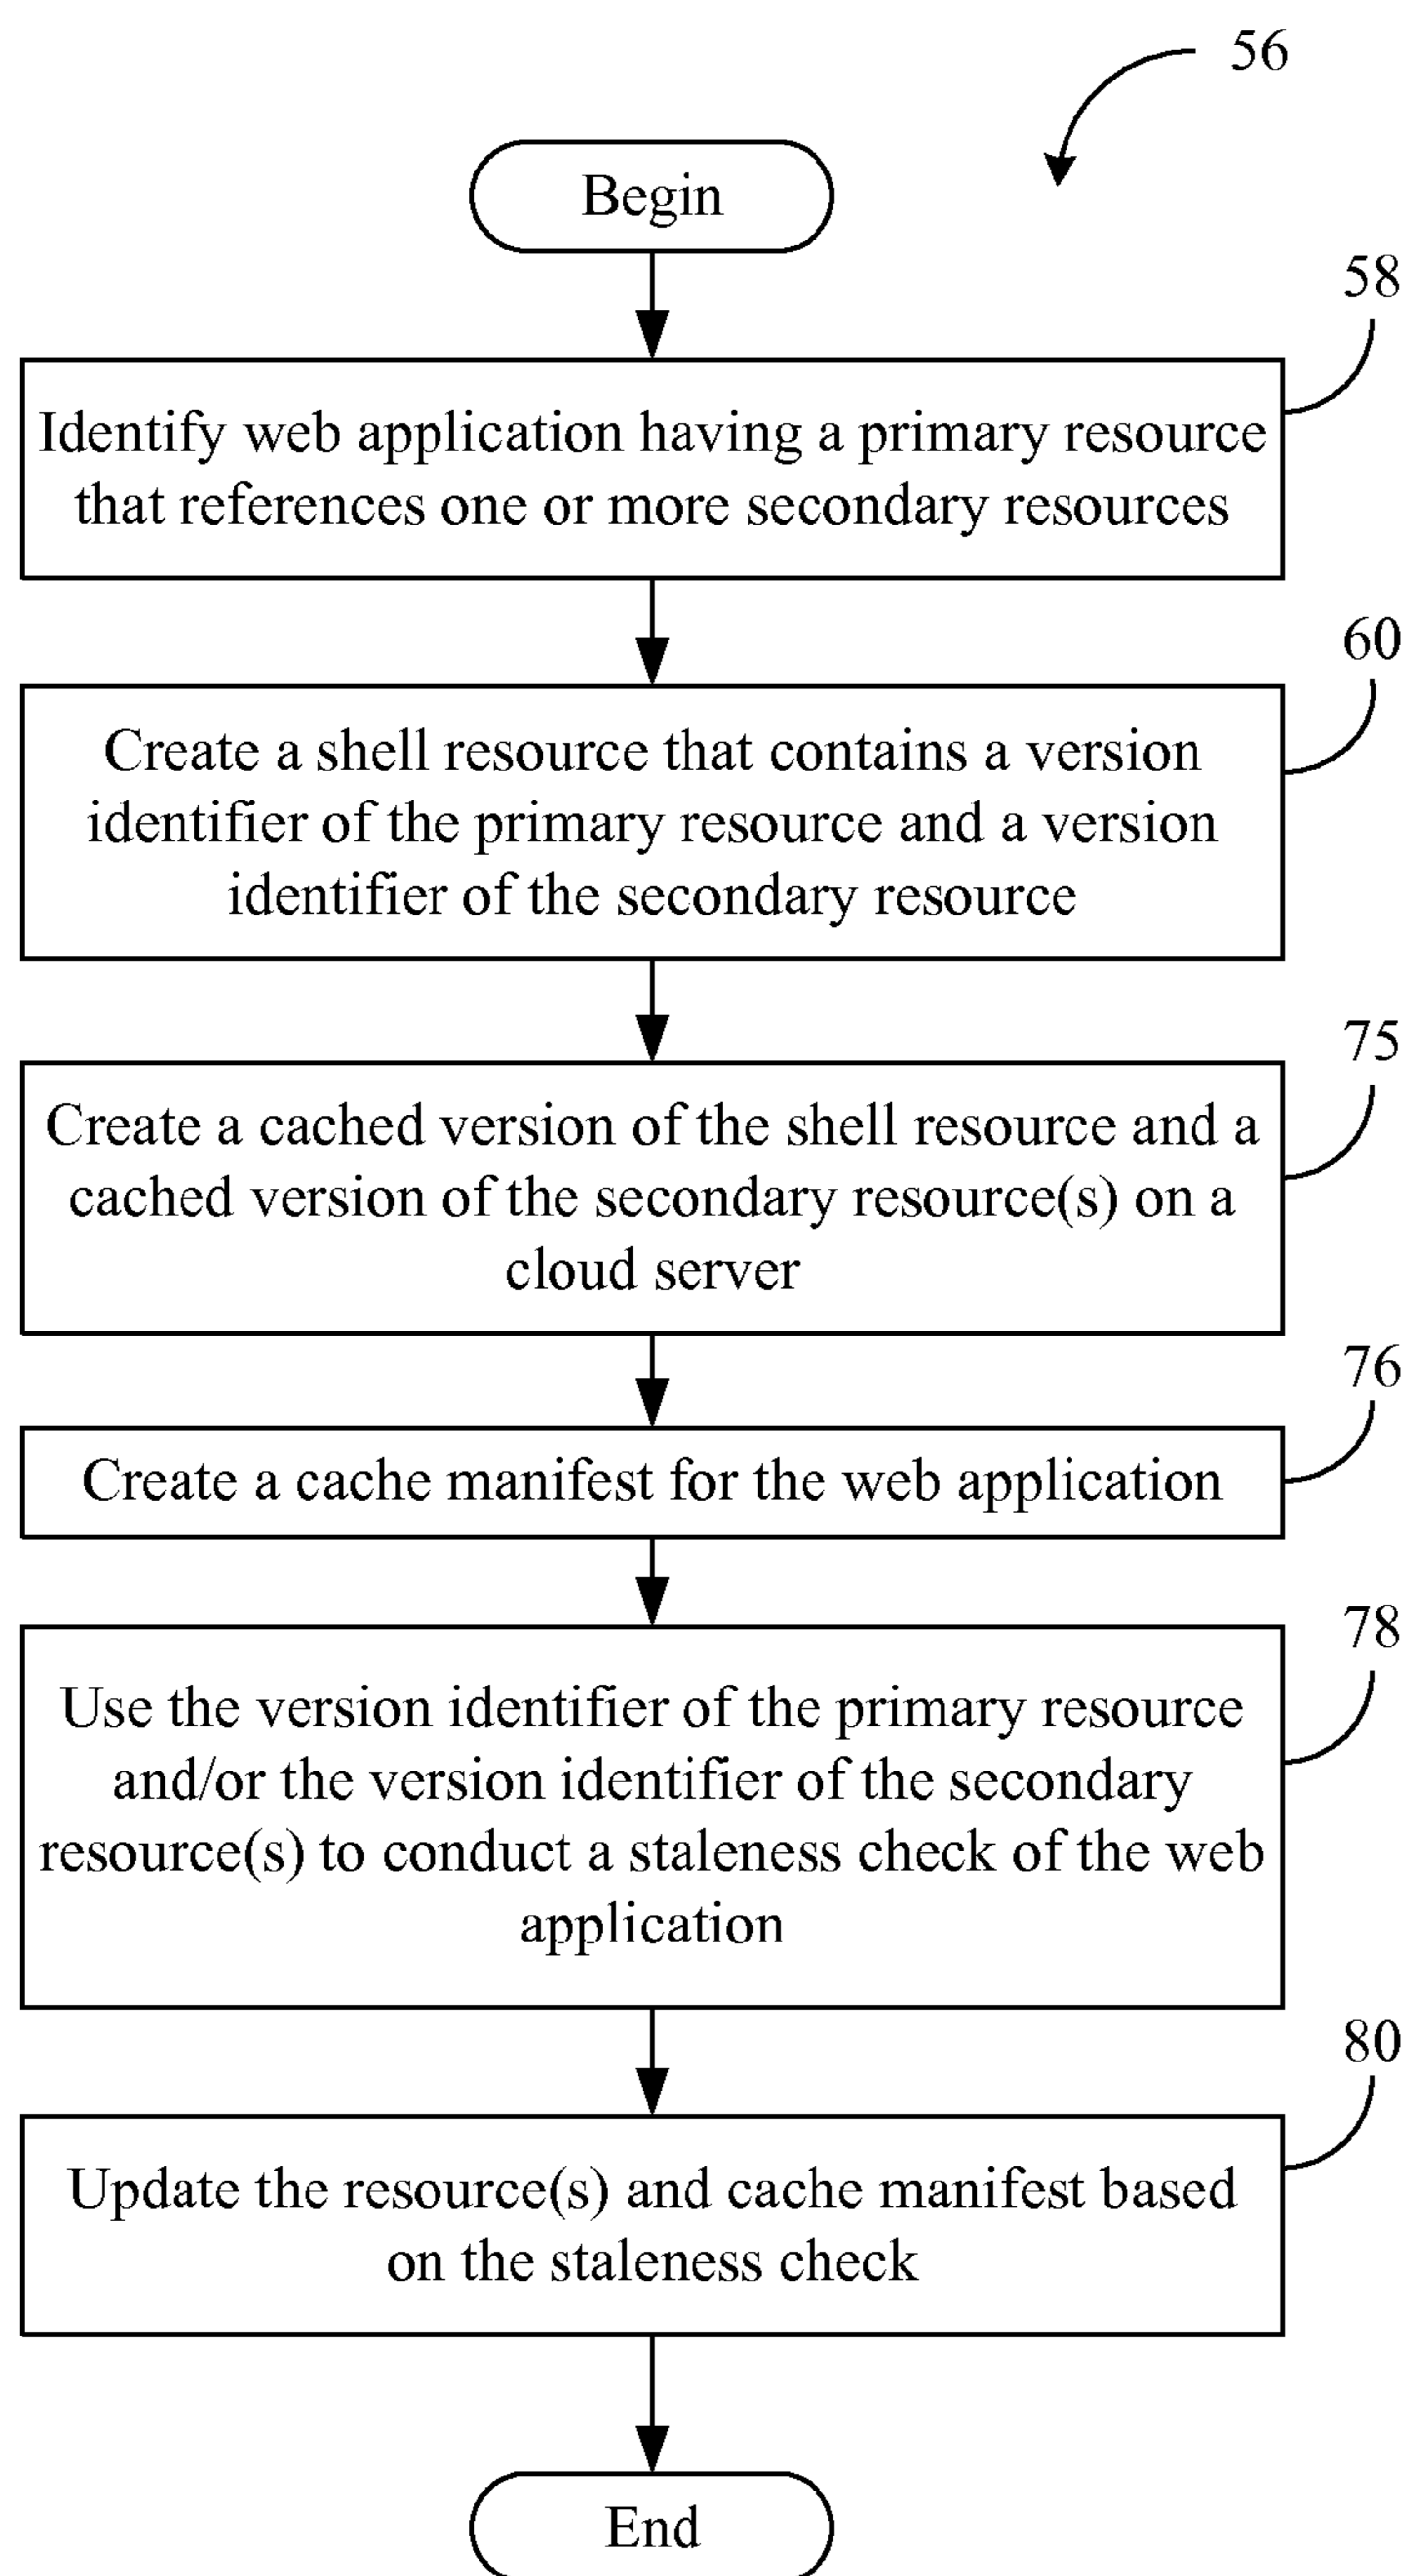 56
Begin
58
Identify web application having a primary resource
that references one or more secondary resources
60
Create a shell resource that contains a version
identifier of the primary resource and a version
identifier of the secondary resource
75
Create a cached version of the shell resource and a
cached version of the secondary resource(s) on a
cloud server
76
Create a cache manifest for the web application
78
Use the version identifier of the primary resource
and/or the version identifier of the secondary
resource(s) to conduct a staleness check of the web
application
80
Update the resource(s) and cache manifest based
on the staleness check
End